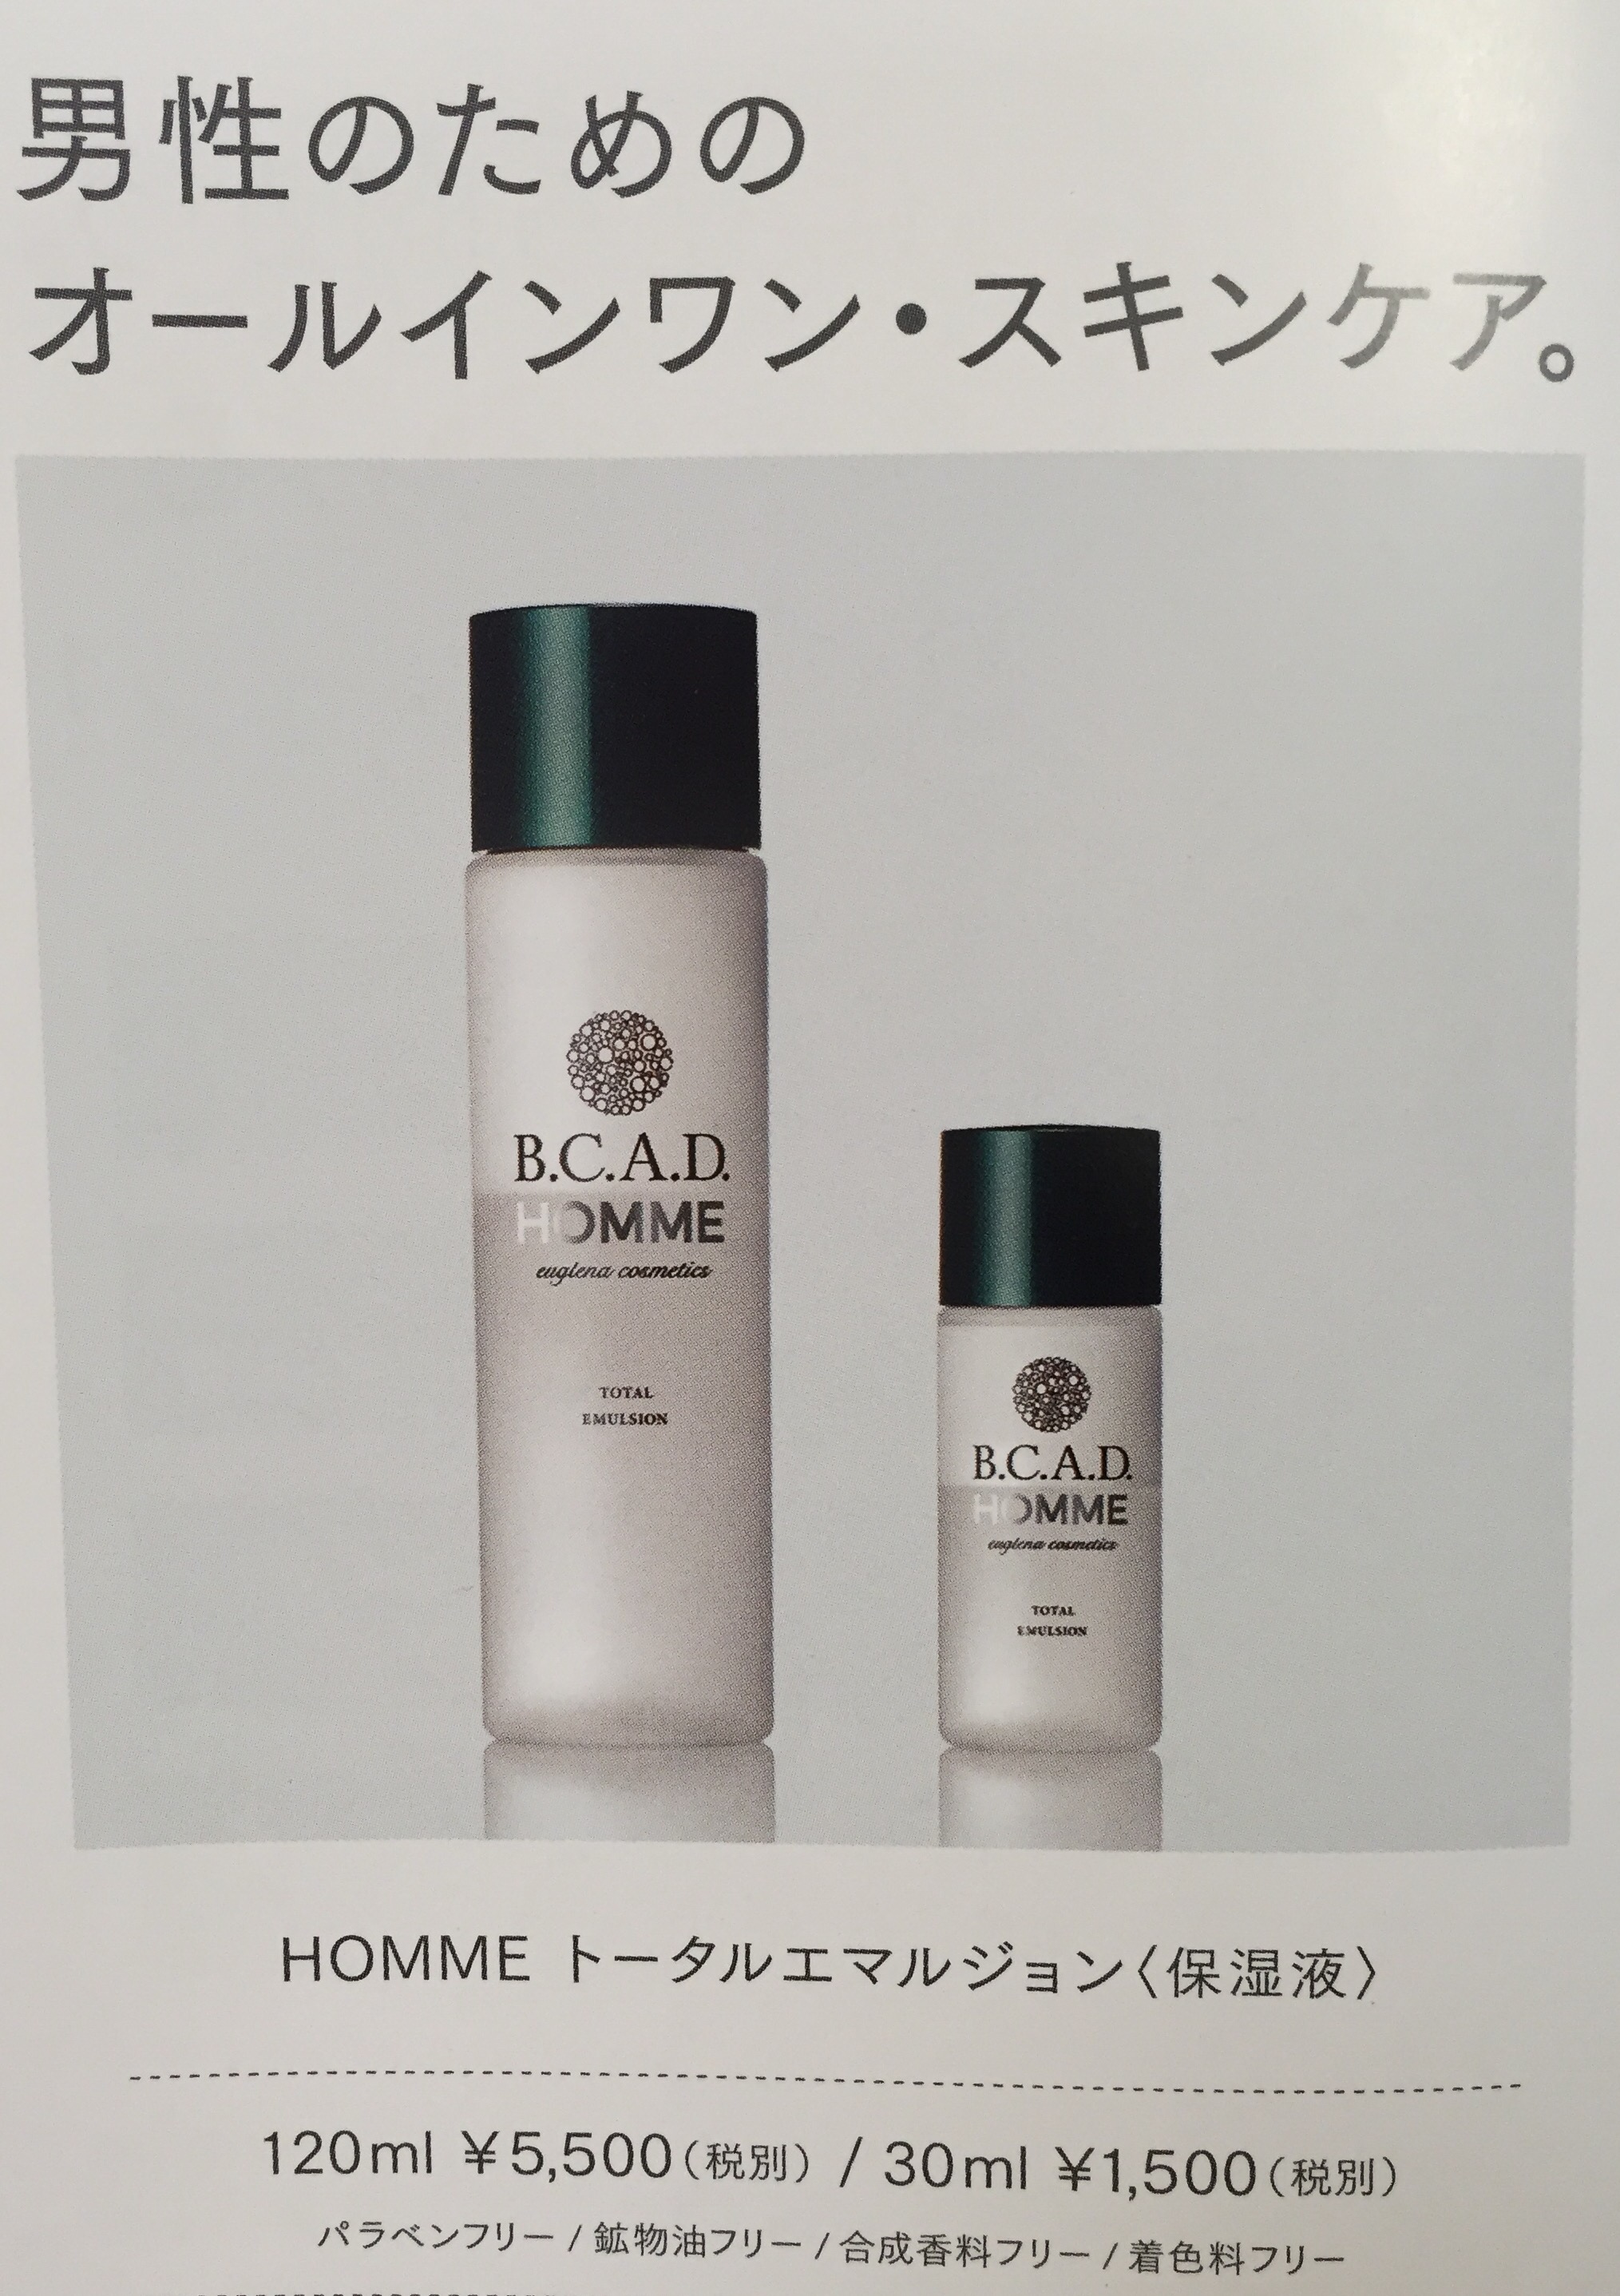 男性のための
オールインワン・スキンケア。
B.C.A.D.
HOMME
euglena cosmetics
TOTAL
EMULSION
B.C.A.D.
HOMME
euglena cosmetics
TOTAL
EMULSION
HOMME トータルエマルジョン〈保湿液〉
120ml ¥5,500(税別) / 30ml ¥1,500(税別)
パラベンフリー / 鉱物油フリー / 合成香料フリー / 着色料フリー